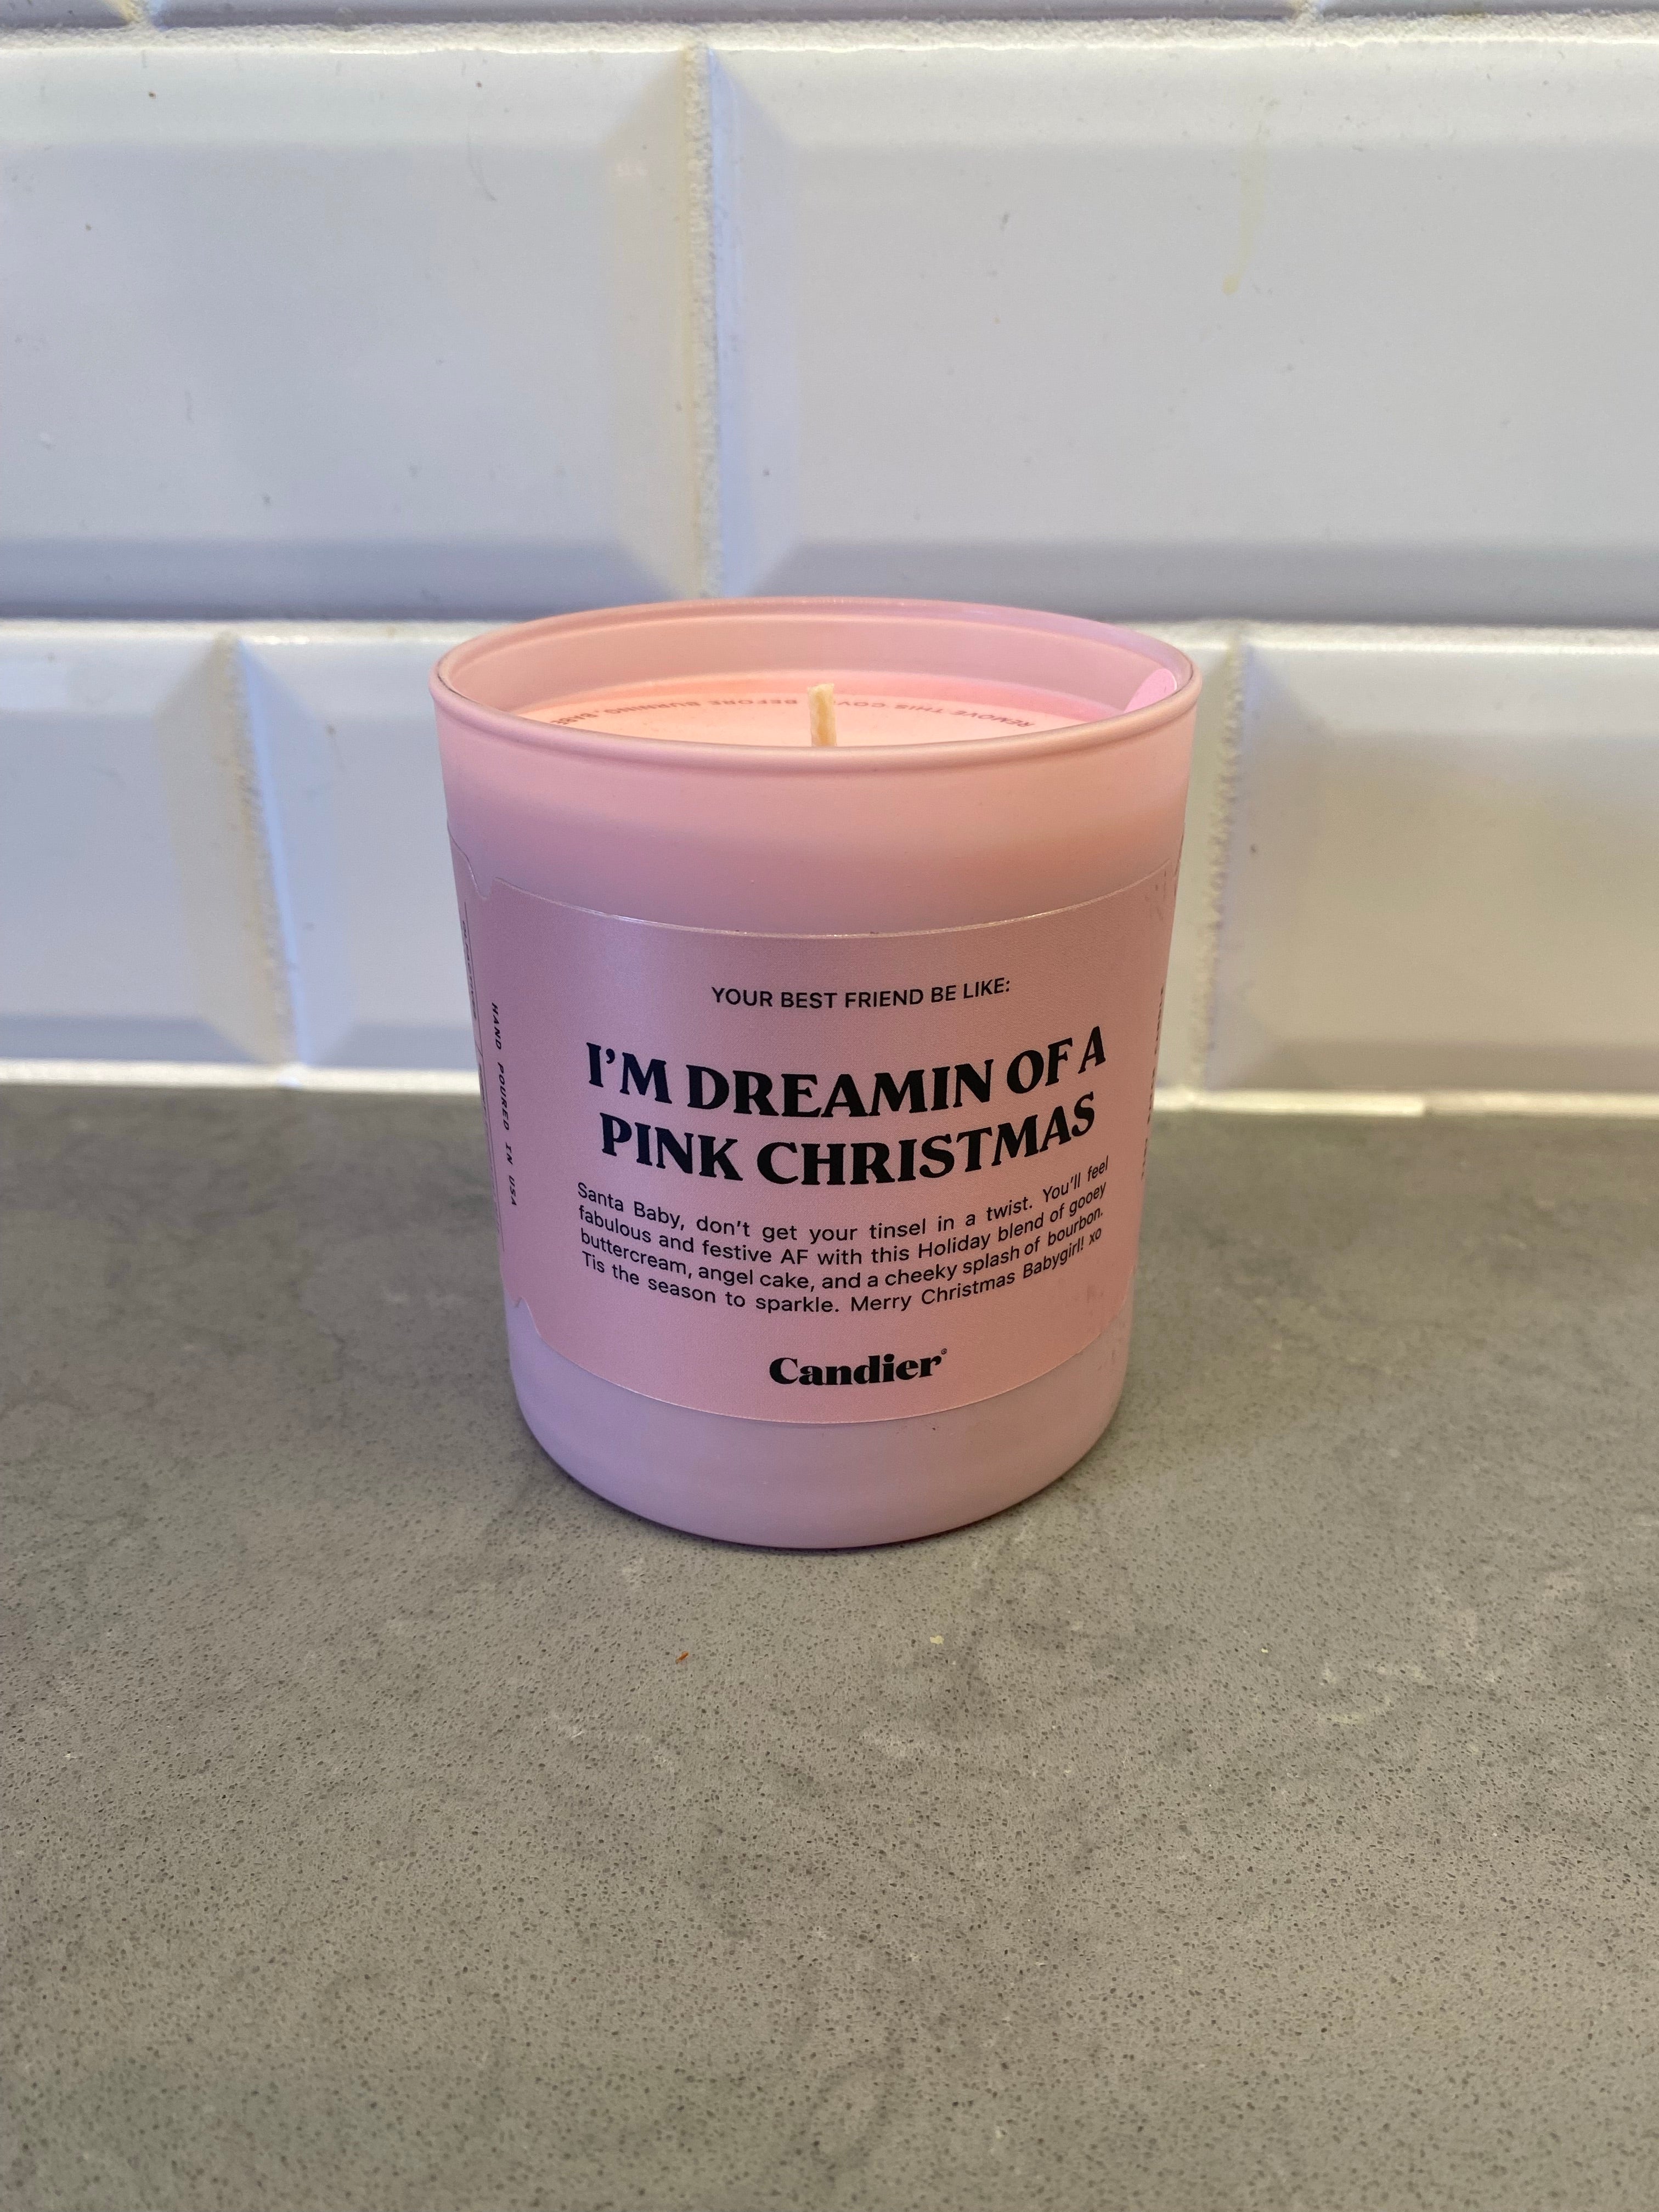 REMOVE THIS COV
BEFORE BURNING, BABE
YOUR BEST FRIEND BE LIKE:
I'M DREAMIN OF A
PINK CHRISTMAS
Santa Baby, don't get your tinsel in a twist. You'll feel
fabulous and festive AF with this Holiday blend of gooey
buttercream, angel cake, and a cheeky splash of bourbon.
Tis the season to sparkle. Merry Christmas Babygirl! xo
Candier®
HAND POURED IN USA